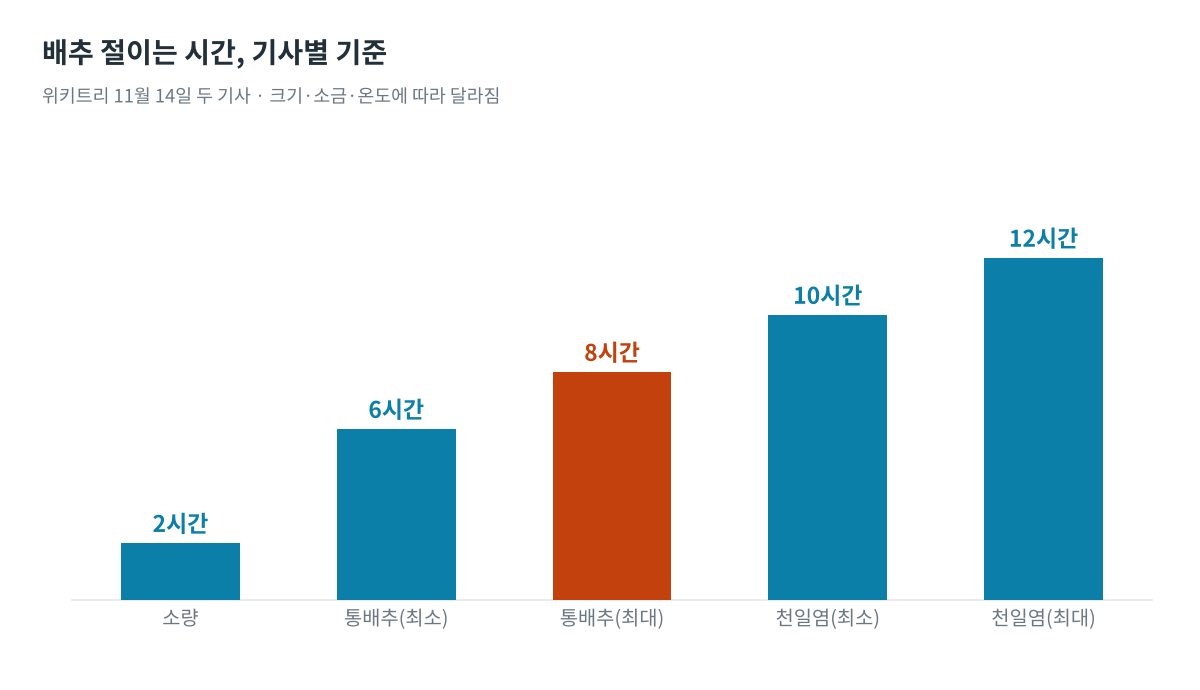 배추 절이는 시간, 기사별 기준
위키트리 11월 14일 두 기사 · 크기·소금·온도에 따라 달라짐
2시간
6시간
8시간
10시간
12시간
소량
통배추(최소)
통배추(최대)
천일염(최소)
천일염(최대)